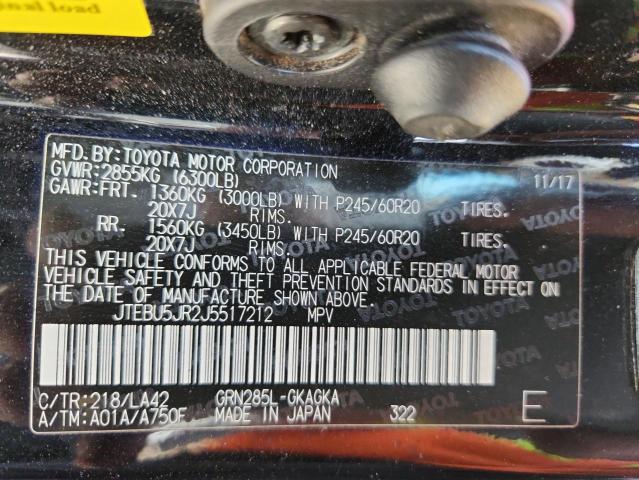 MFD. BY:TOYOTA MOTOR CORPORATION 11/17
GVWR:2855KG (6300LB)
GAWR:FRT. 1360KG (3000LB) WITH P245/60R20 TIRES.
20X7J RIMS.
RR. 1560KG (3450LB) WITH P245/60R20 TIRES.
20X7J RIMS.
THIS VEHICLE CONFORMS TO ALL APPLICABLE FEDERAL MOTOR
VEHICLE SAFETY AND THEFT PREVENTION STANDARDS IN EFFECT ON
THE DATE OF MANUFACTURE SHOWN ABOVE.
JTEBU5JR2J5517212 MPV
C/TR:218/LA42 GRN285L-GKAGKA
A/TM:A01A/A750F MADE IN JAPAN 322 E